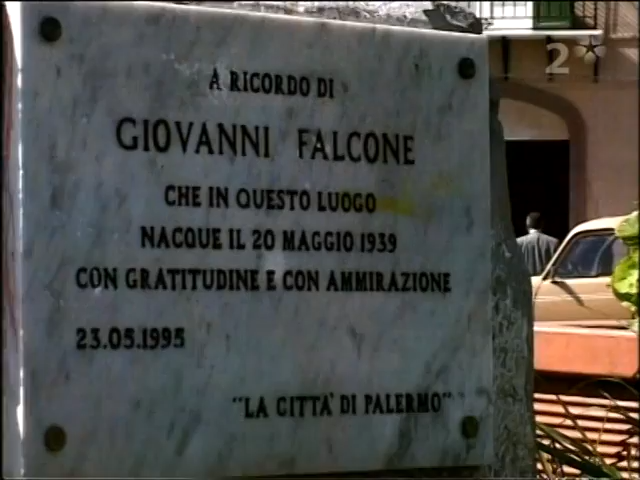 2
A RICORDO DI
GIOVANNI FALCONE
CHE IN QUESTO LUOGO
NACQUE IL 20 MAGGIO 1939
CON GRATITUDINE E CON AMMIRAZIONE
23.05.1995
"LA CITTA' DI PALERMO"